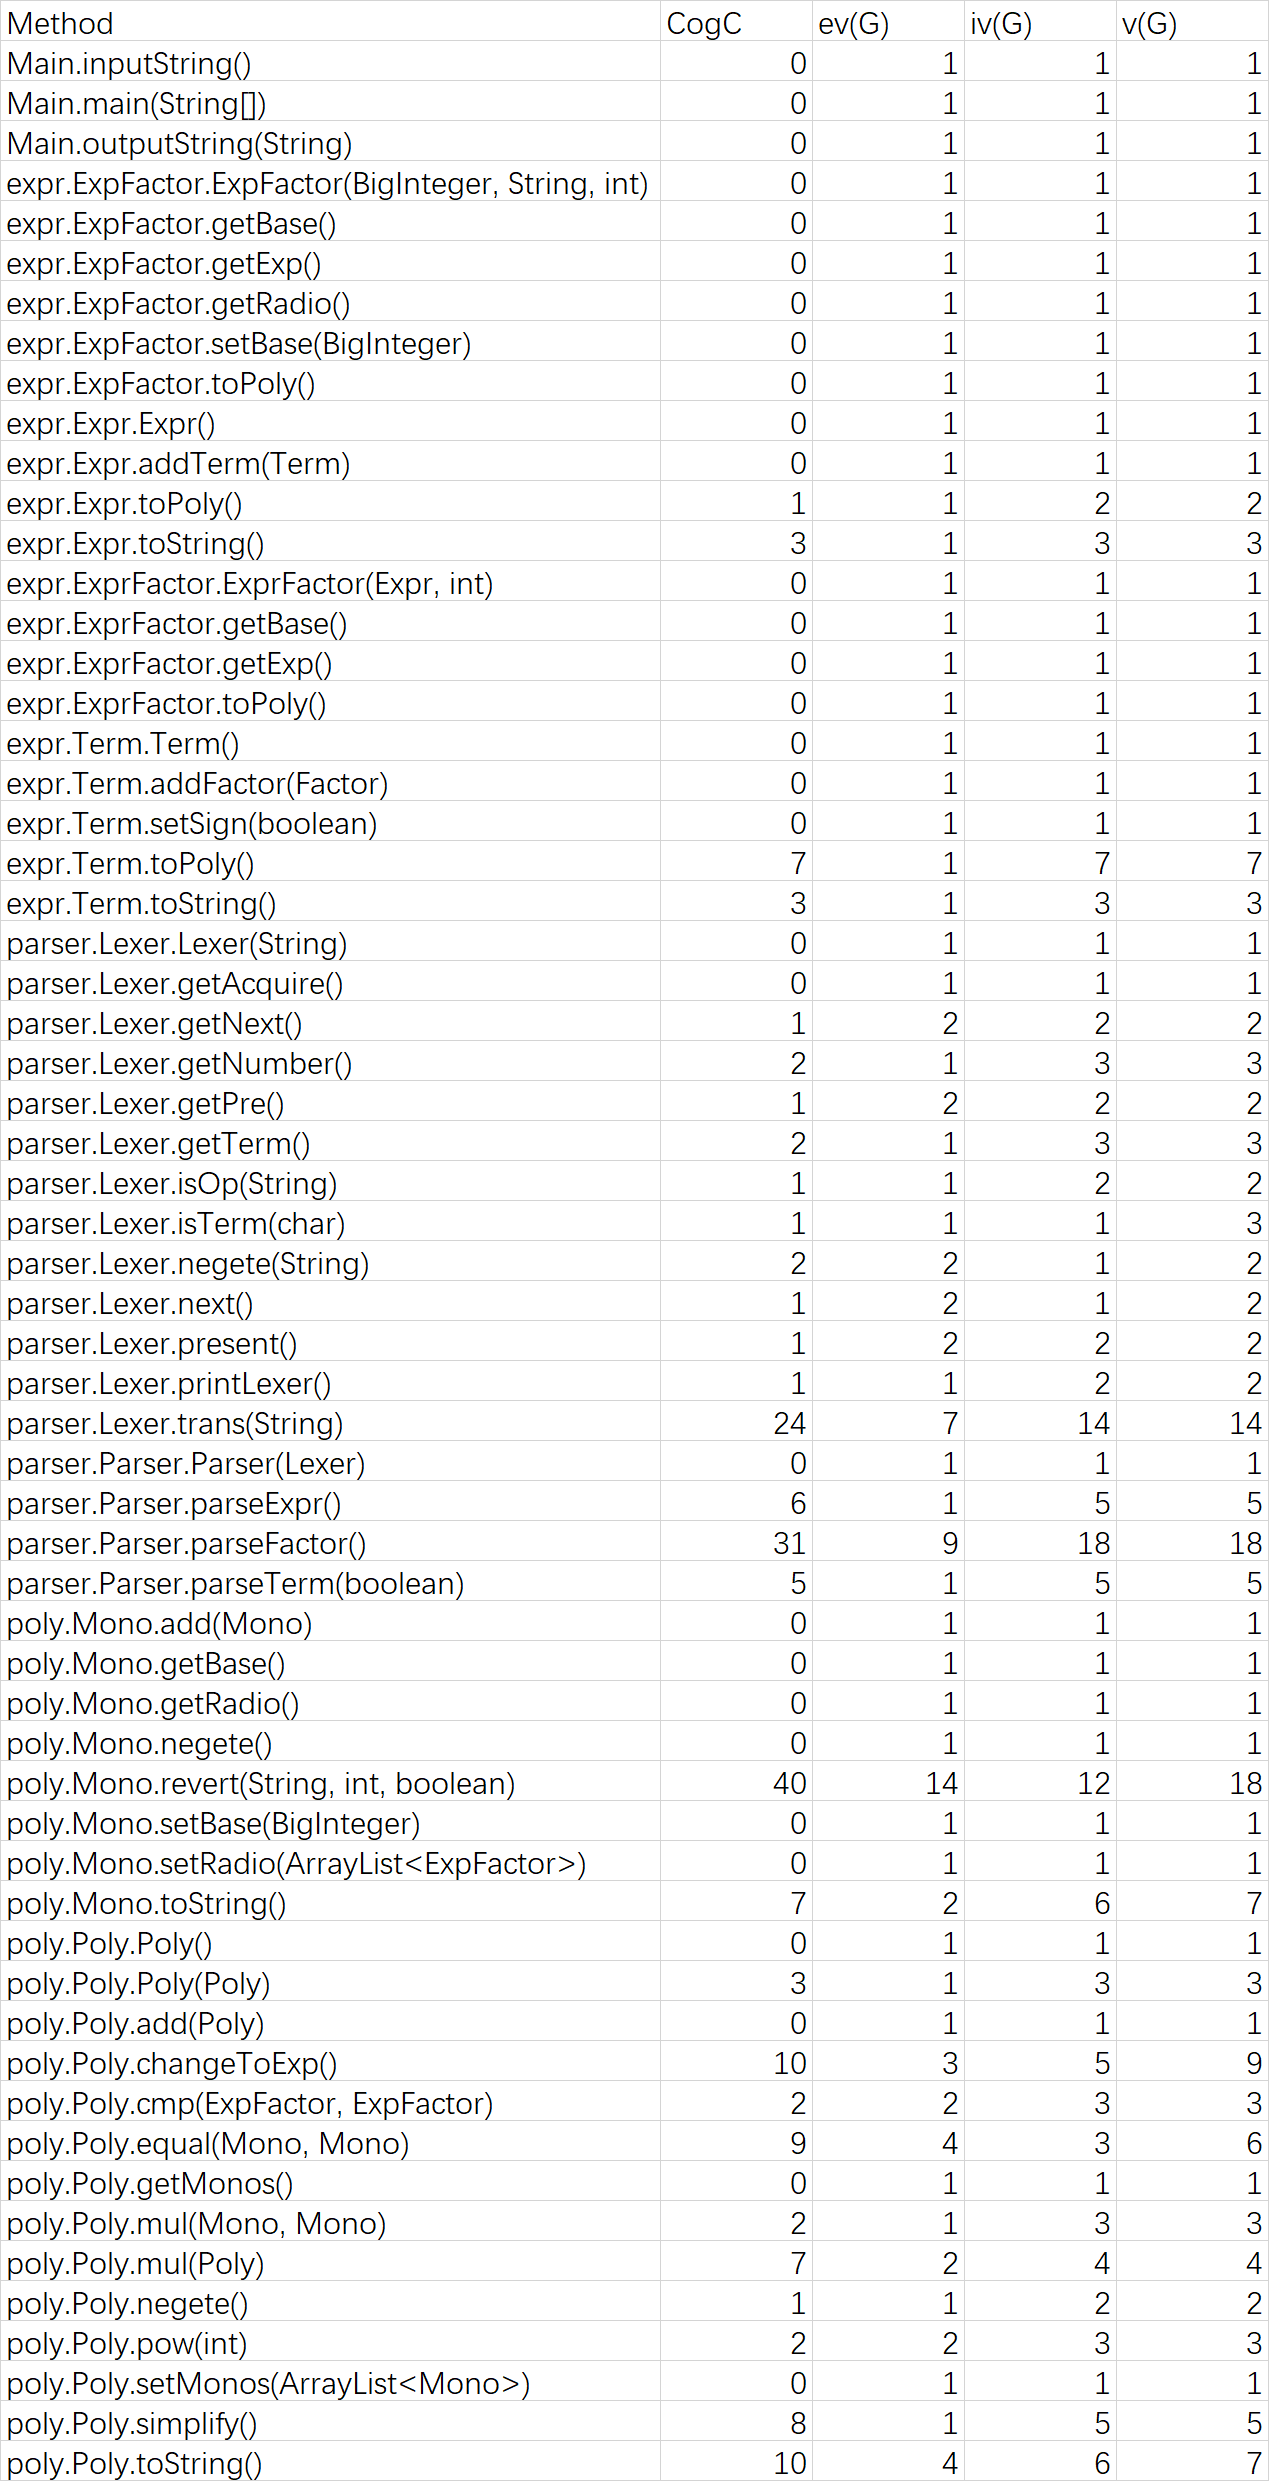 Method CogC ev(G) iv(G) v(G)
Main.inputString() 0 1 1 1
Main.main(String[]) 0 1 1 1
Main.outputString(String) 0 1 1 1
expr.ExpFactor.ExpFactor(BigInteger, String, int) 0 1 1 1
expr.ExpFactor.getBase() 0 1 1 1
expr.ExpFactor.getExp() 0 1 1 1
expr.ExpFactor.getRadio() 0 1 1 1
expr.ExpFactor.setBase(BigInteger) 0 1 1 1
expr.ExpFactor.toPoly() 0 1 1 1
expr.Expr.Expr() 0 1 1 1
expr.Expr.addTerm(Term) 0 1 1 1
expr.Expr.toPoly() 1 1 2 2
expr.Expr.toString() 3 1 3 3
expr.ExprFactor.ExprFactor(Expr, int) 0 1 1 1
expr.ExprFactor.getBase() 0 1 1 1
expr.ExprFactor.getExp() 0 1 1 1
expr.ExprFactor.toPoly() 0 1 1 1
expr.Term.Term() 0 1 1 1
expr.Term.addFactor(Factor) 0 1 1 1
expr.Term.setSign(boolean) 0 1 1 1
expr.Term.toPoly() 7 1 7 7
expr.Term.toString() 3 1 3 3
parser.Lexer.Lexer(String) 0 1 1 1
parser.Lexer.getAcquire() 0 1 1 1
parser.Lexer.getNext() 1 2 2 2
parser.Lexer.getNumber() 2 1 3 3
parser.Lexer.getPre() 1 2 2 2
parser.Lexer.getTerm() 2 1 3 3
parser.Lexer.isOp(String) 1 1 2 2
parser.Lexer.isTerm(char) 1 1 1 3
parser.Lexer.negete(String) 2 2 1 2
parser.Lexer.next() 1 2 1 2
parser.Lexer.present() 1 2 2 2
parser.Lexer.printLexer() 1 1 2 2
parser.Lexer.trans(String) 24 7 14 14
parser.Parser.Parser(Lexer) 0 1 1 1
parser.Parser.parseExpr() 6 1 5 5
parser.Parser.parseFactor() 31 9 18 18
parser.Parser.parseTerm(boolean) 5 1 5 5
poly.Mono.add(Mono) 0 1 1 1
poly.Mono.getBase() 0 1 1 1
poly.Mono.getRadio() 0 1 1 1
poly.Mono.negete() 0 1 1 1
poly.Mono.revert(String, int, boolean) 40 14 12 18
poly.Mono.setBase(BigInteger) 0 1 1 1
poly.Mono.setRadio(ArrayList<ExpFactor>) 0 1 1 1
poly.Mono.toString() 7 2 6 7
poly.Poly.Poly() 0 1 1 1
poly.Poly.Poly(Poly) 3 1 3 3
poly.Poly.add(Poly) 0 1 1 1
poly.Poly.changeToExp() 10 3 5 9
poly.Poly.cmp(ExpFactor, ExpFactor) 2 2 3 3
poly.Poly.equal(Mono, Mono) 9 4 3 6
poly.Poly.getMonos() 0 1 1 1
poly.Poly.mul(Mono, Mono) 2 1 3 3
poly.Poly.mul(Poly) 7 2 4 4
poly.Poly.negete() 1 1 2 2
poly.Poly.pow(int) 2 2 3 3
poly.Poly.setMonos(ArrayList<Mono>) 0 1 1 1
poly.Poly.simplify() 8 1 5 5
poly.Poly.toString() 10 4 6 7